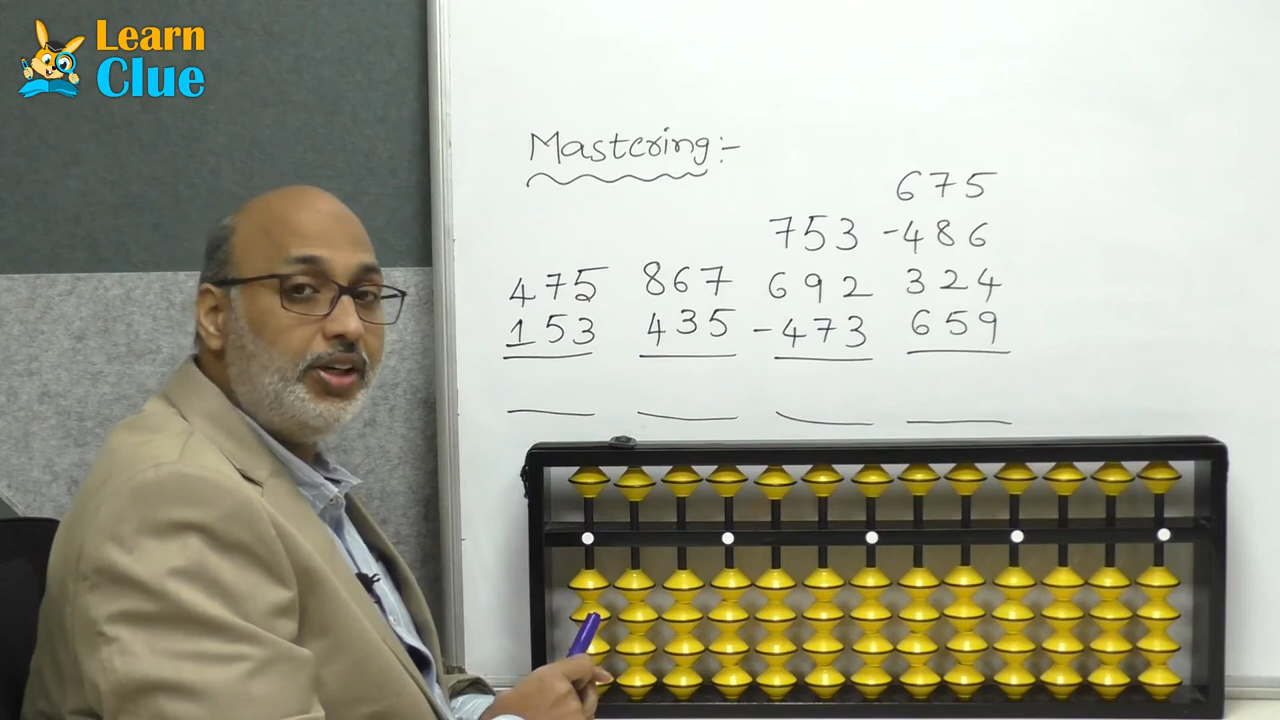 Learn
Clue
Mastering:-
675
753 -486
475 867 692 324
153 435 -473 659